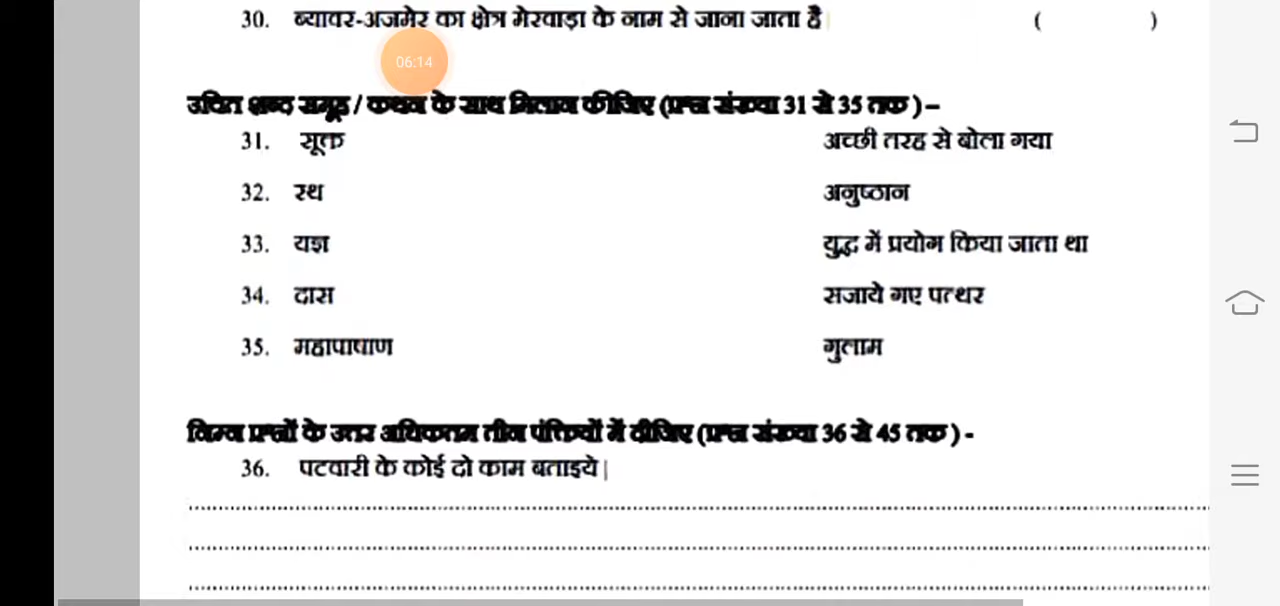 30. ब्यावर-अजमेर का क्षेत्र मेरवाड़ा के नाम से जाना जाता है ( )
06:14
उचित शब्द समूह / कथन के साथ मिलान कीजिए (प्रश्न संख्या 31 से 35 तक ) –
31. सूक्त अच्छी तरह से बोला गया
32. रथ अनुष्ठान
33. यज्ञ युद्ध में प्रयोग किया जाता था
34. दास सजाये गए पत्थर
35. महापाषाण गुलाम
निम्न प्रश्नों के उत्तर अधिकतम तीन पंक्तियों में दीजिए (प्रश्न संख्या 36 से 45 तक ) -
36. पटवारी के कोई दो काम बताइये |